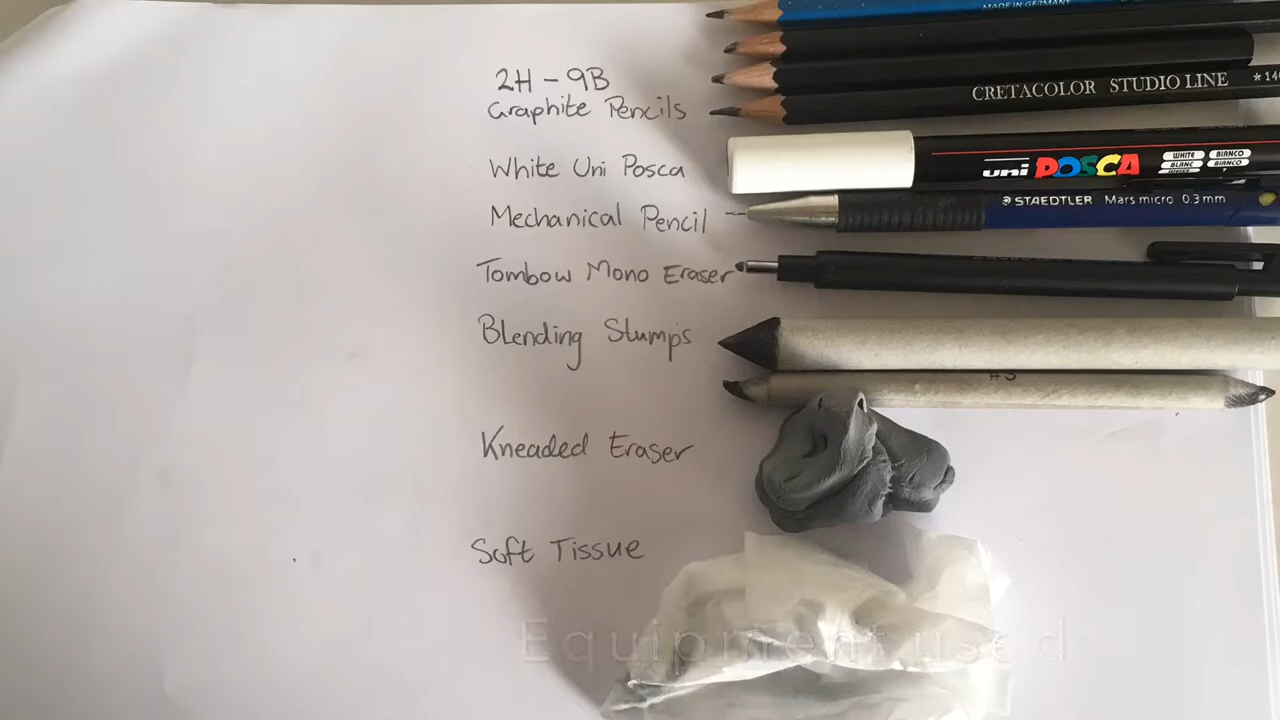 MADE IN GERMANY
2H - 9B
Graphite Pencils
CRETACOLOR STUDIO LINE
White Uni Posca
uni POSCA
WHITE BIANCO
BLANC BIANCO
Mechanical Pencil
STAEDTLER Mars micro 0.3 mm
Tombow Mono Eraser
Blending Stumps
#3
Kneaded Eraser
Soft Tissue
Equipment used